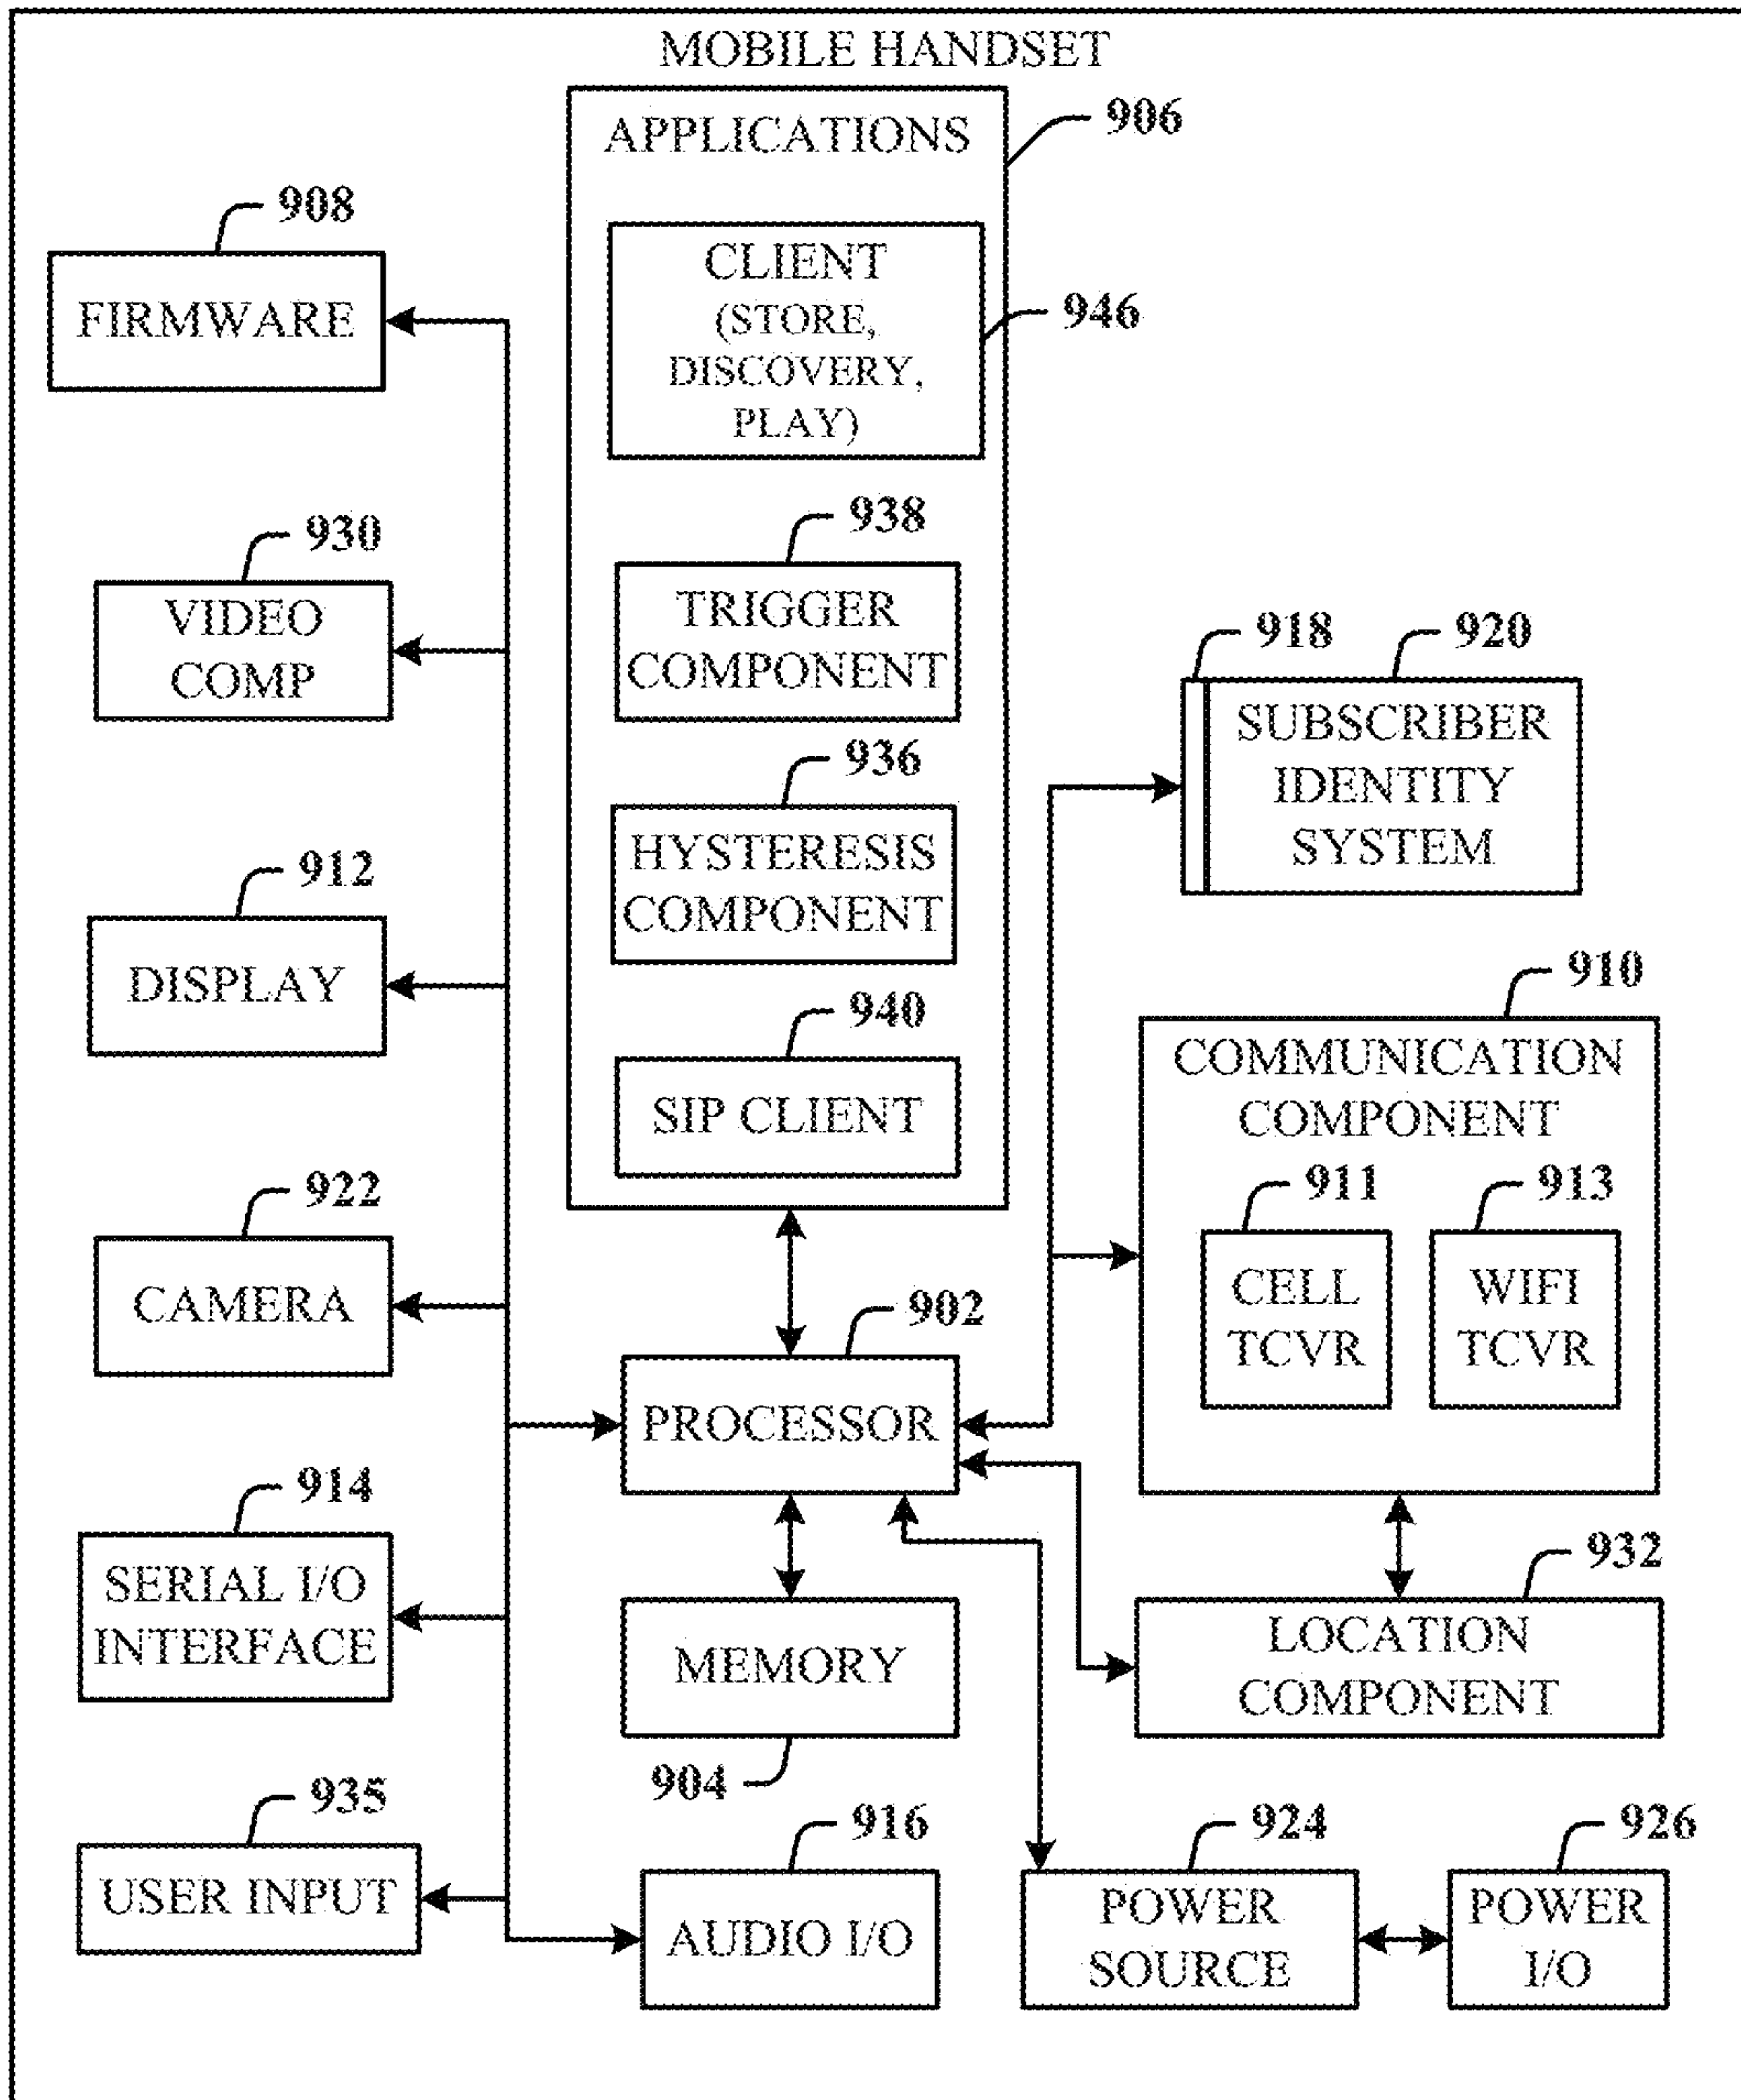 MOBILE HANDSET
906
APPLICATIONS
908
FIRMWARE
CLIENT
(STORE,
DISCOVERY,
PLAY)
946
930
VIDEO
COMP
938
TRIGGER
COMPONENT
918
920
SUBSCRIBER
IDENTITY
SYSTEM
936
HYSTERESIS
COMPONENT
912
DISPLAY
940
SIP CLIENT
910
COMMUNICATION
COMPONENT
911
CELL
TCVR
913
WIFI
TCVR
922
CAMERA
902
PROCESSOR
914
SERIAL I/O
INTERFACE
MEMORY
904
932
LOCATION
COMPONENT
935
USER INPUT
916
AUDIO I/O
924
POWER
SOURCE
926
POWER
I/O